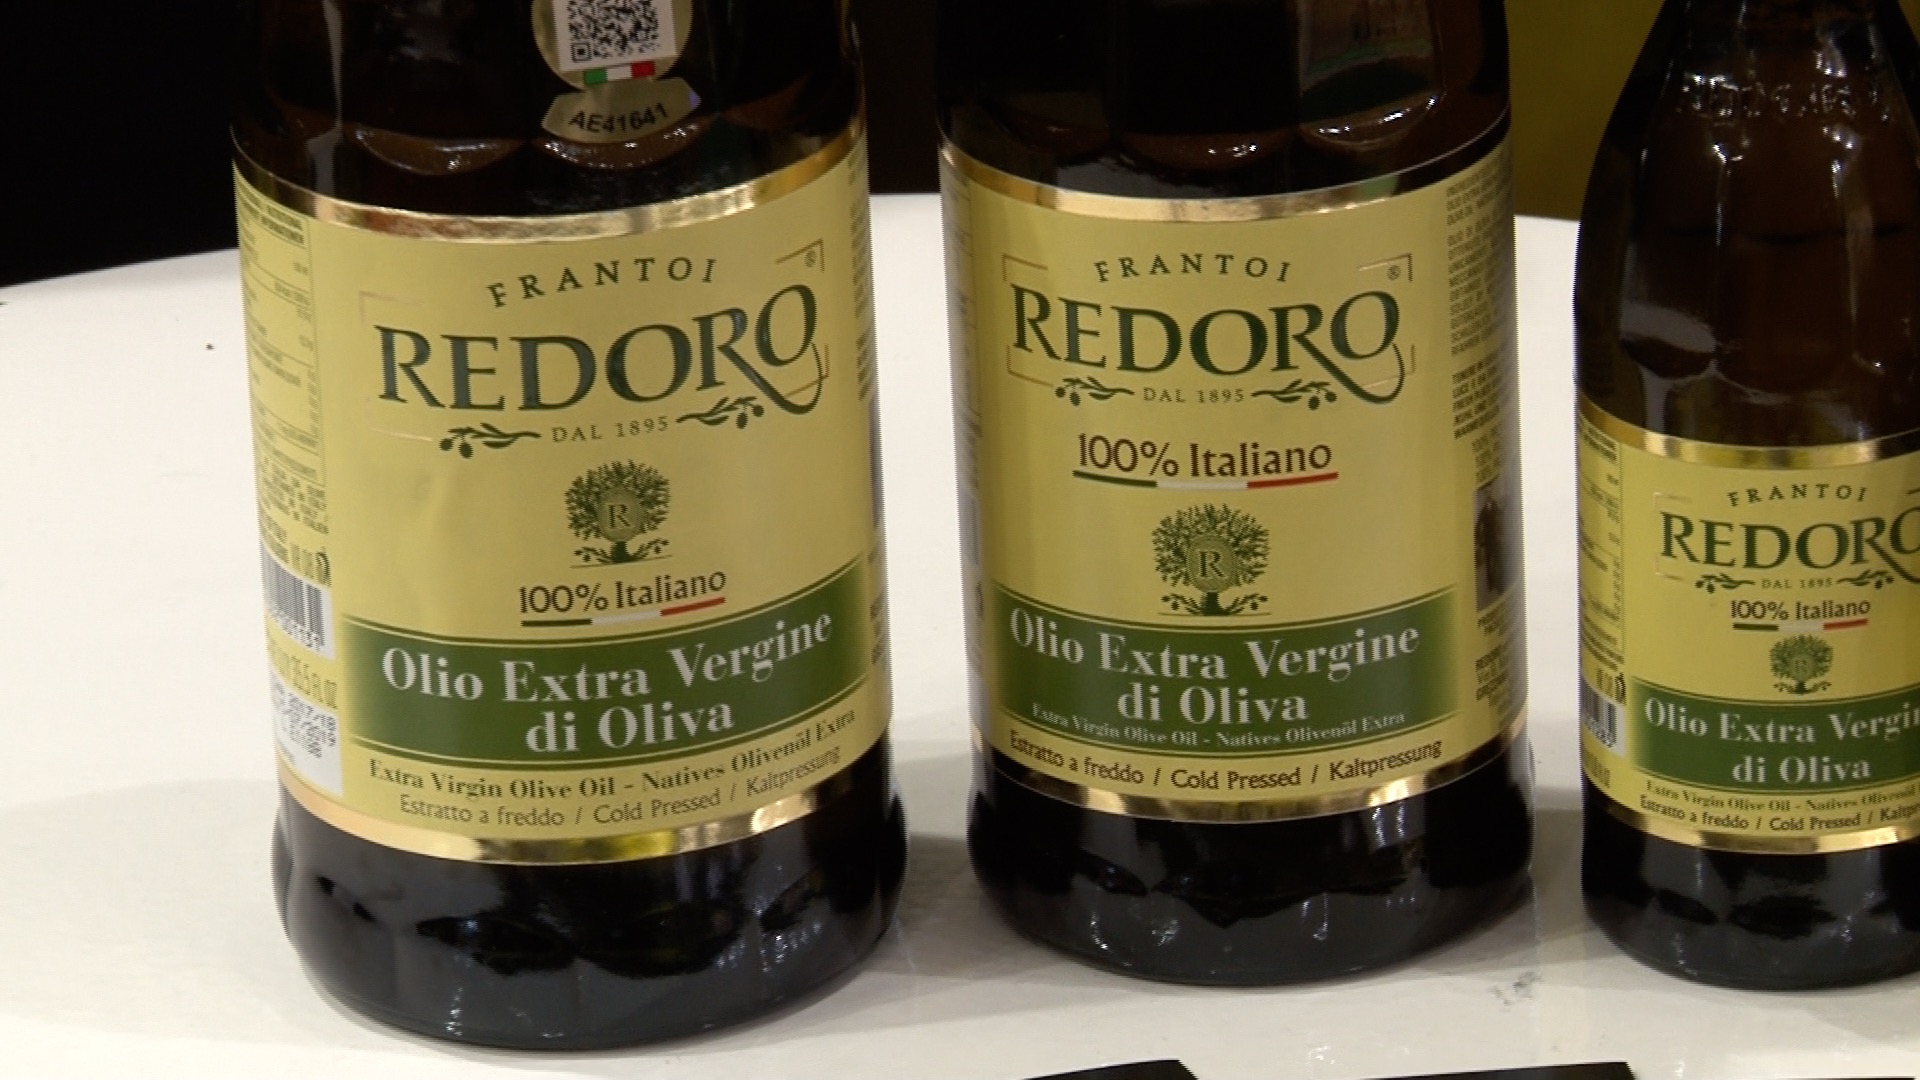 AE41641
FRANTOI
REDORO®
DAL 1895
R
100% Italiano
Olio Extra Vergine
di Oliva
Extra Virgin Olive Oil - Natives Olivenöl Extra
Estratto a freddo / Cold Pressed / Kaltpressung
FRANTOI
REDORO®
DAL 1895
100% Italiano
R
Olio Extra Vergine
di Oliva
Extra Virgin Olive Oil - Natives Olivenöl Extra
Estratto a freddo / Cold Pressed / Kaltpressung
FRANTOI
REDORO
DAL 1895
100% Italiano
R
Olio Extra Vergin
di Oliva
Extra Virgin Olive Oil - Natives Olivenöl
Estratto a freddo / Cold Pressed / Kaltpr